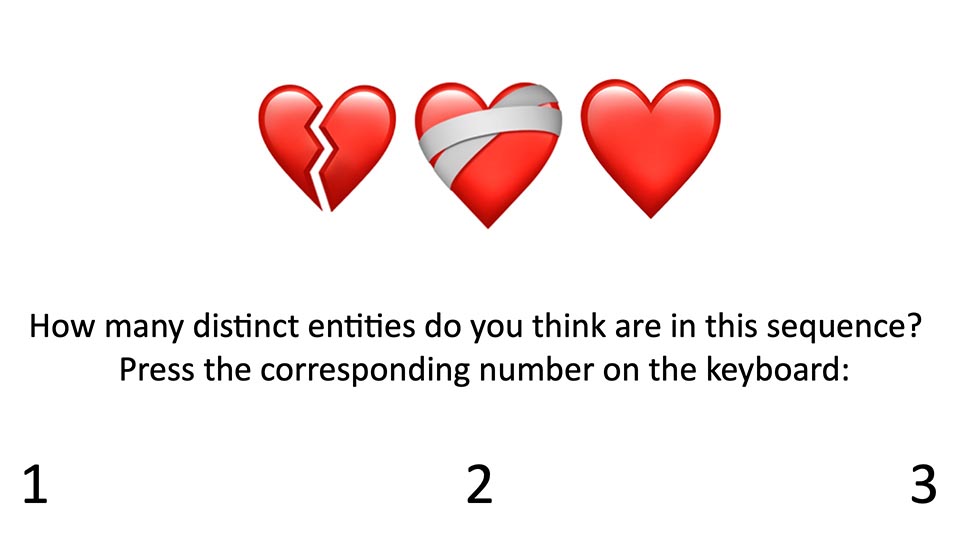 How many distinct entities do you think are in this sequence?
Press the corresponding number on the keyboard:
1 2 3